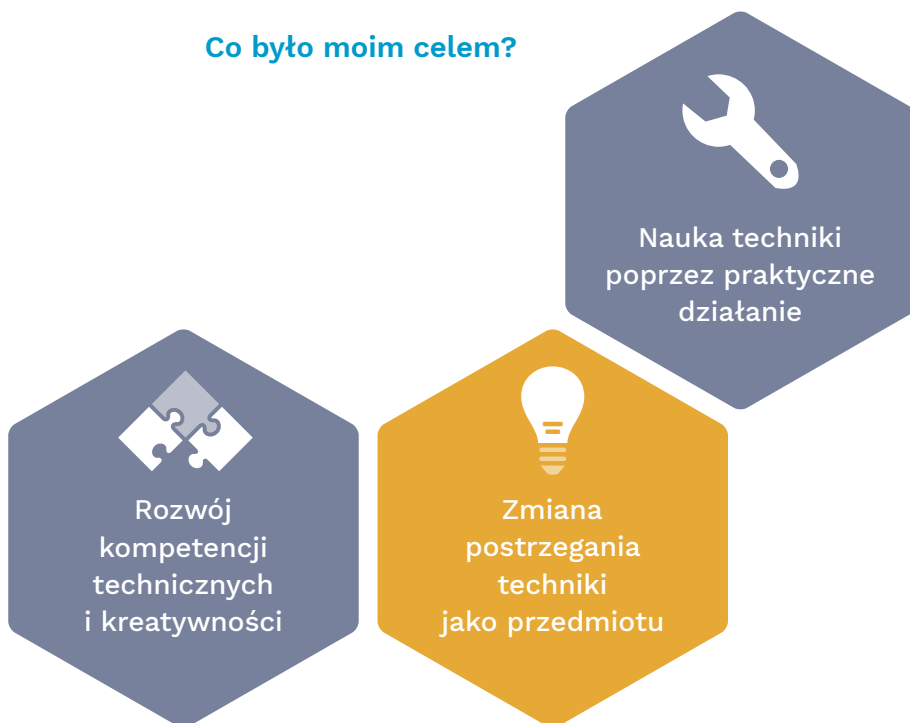 Co było moim celem?
Nauka techniki
poprzez praktyczne
działanie
Rozwój
kompetencji
technicznych
i kreatywności
Zmiana
postrzegania
techniki
jako przedmiotu